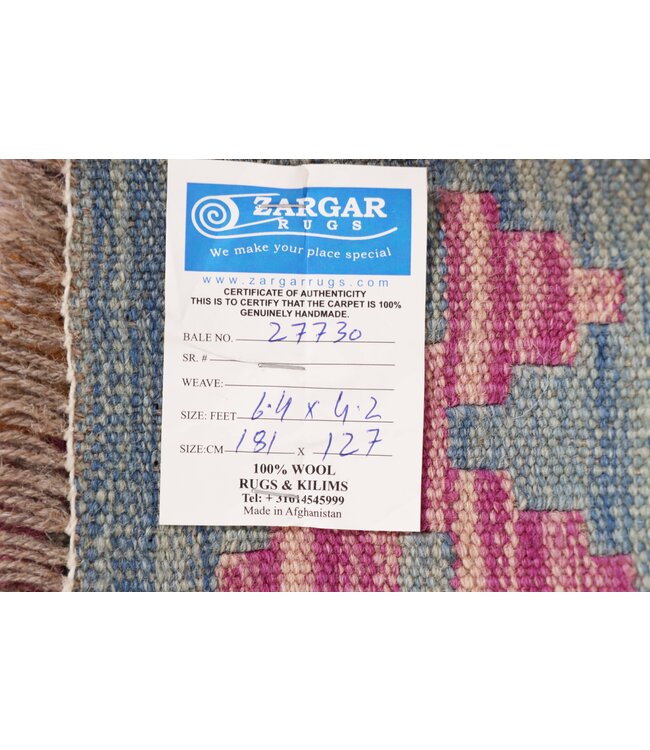 ZARGAR
RUGS
We make your place special
www.zargarrugs.com
CERTIFICATE OF AUTHENTICITY
THIS IS TO CERTIFY THAT THE CARPET IS 100%
GENUINELY HANDMADE.
BALE NO. 27730
SR. #
WEAVE:
SIZE: FEET 6.4 x 4.2
SIZE:CM 181 X 127
100% WOOL
RUGS & KILIMS
Tel: + 31614545999
Made in Afghanistan